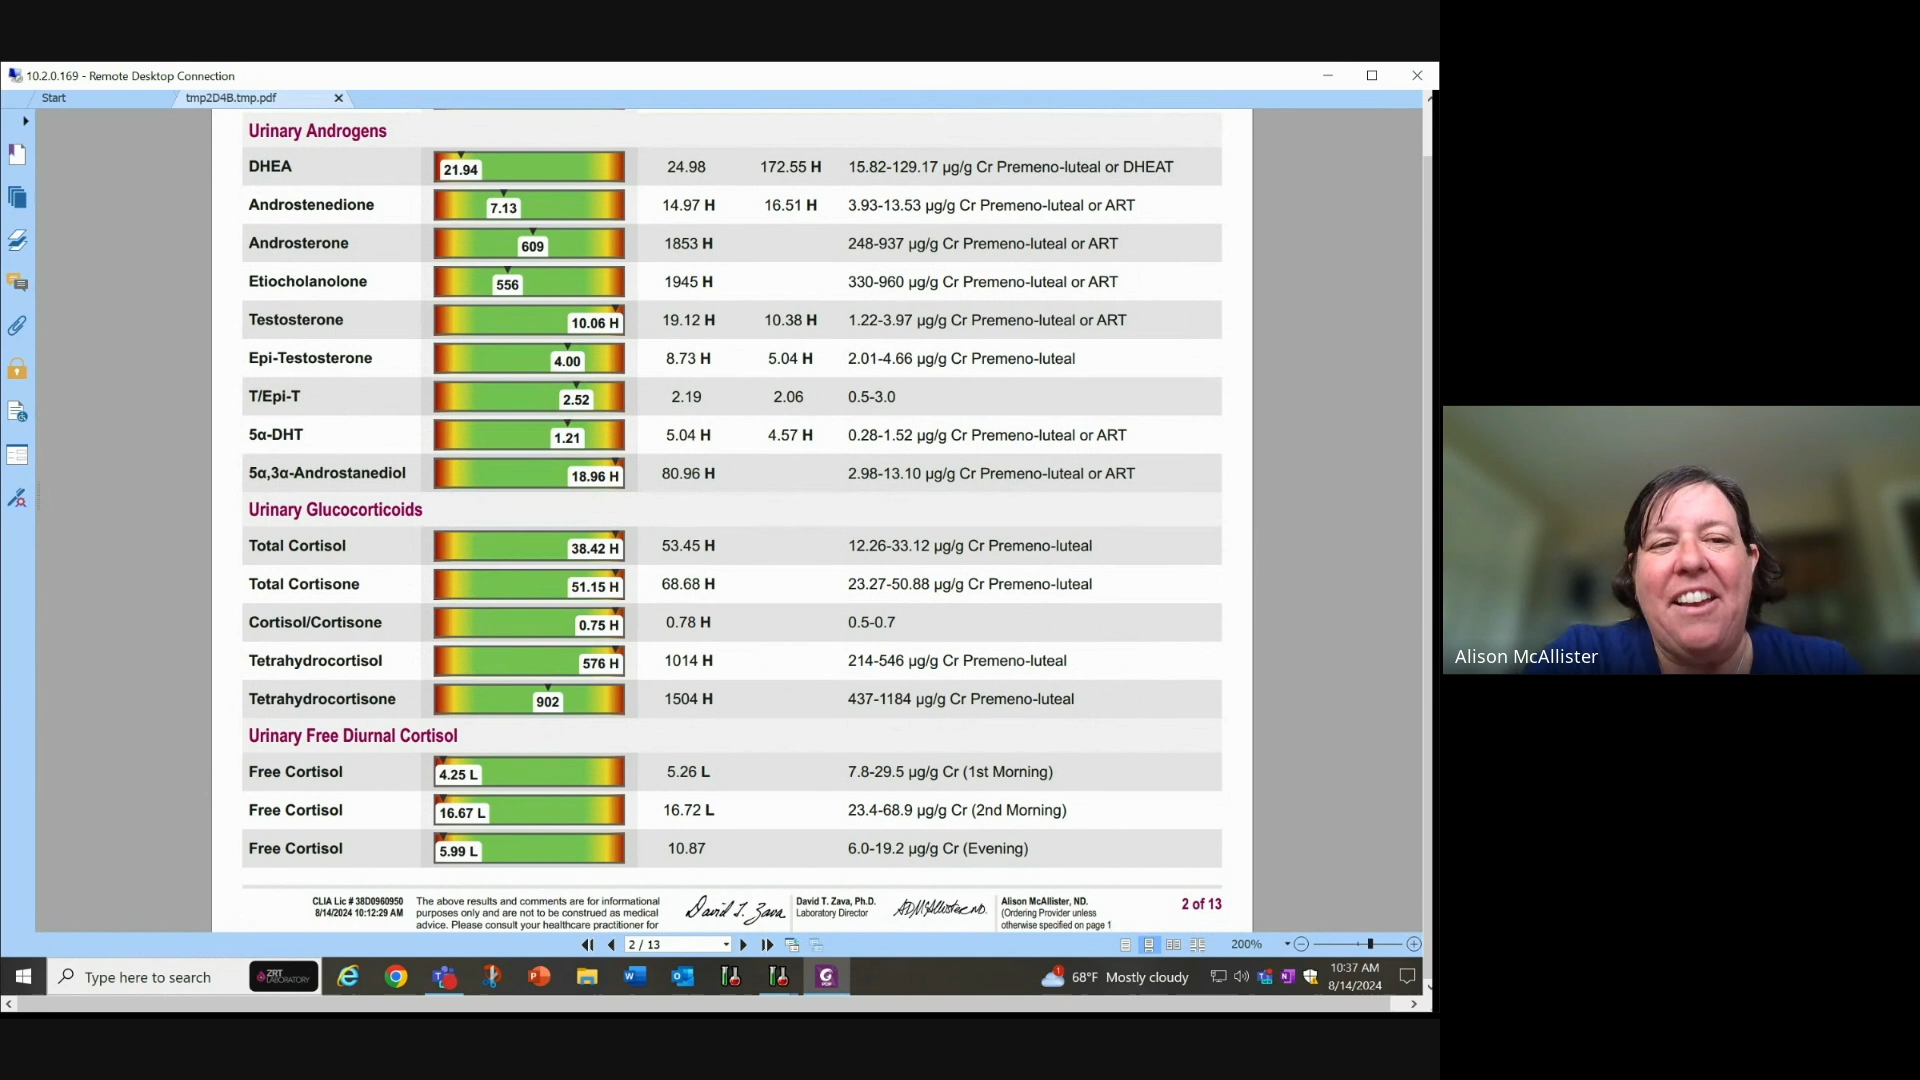 10.2.0.169 - Remote Desktop Connection
Start tmp2D4B.tmp.pdf
Urinary Androgens
DHEA 21.94 24.98 172.55 H 15.82-129.17 µg/g Cr Premeno-luteal or DHEAT
Androstenedione 7.13 14.97 H 16.51 H 3.93-13.53 µg/g Cr Premeno-luteal or ART
Androsterone 609 1853 H 248-937 µg/g Cr Premeno-luteal or ART
Etiocholanolone 556 1945 H 330-960 µg/g Cr Premeno-luteal or ART
Testosterone 10.06 H 19.12 H 10.38 H 1.22-3.97 µg/g Cr Premeno-luteal or ART
Epi-Testosterone 4.00 8.73 H 5.04 H 2.01-4.66 µg/g Cr Premeno-luteal
T/Epi-T 2.52 2.19 2.06 0.5-3.0
5α-DHT 1.21 5.04 H 4.57 H 0.28-1.52 µg/g Cr Premeno-luteal or ART
5α,3α-Androstanediol 18.96 H 80.96 H 2.98-13.10 µg/g Cr Premeno-luteal or ART
Urinary Glucocorticoids
Total Cortisol 38.42 H 53.45 H 12.26-33.12 µg/g Cr Premeno-luteal
Total Cortisone 51.15 H 68.68 H 23.27-50.88 µg/g Cr Premeno-luteal
Cortisol/Cortisone 0.75 H 0.78 H 0.5-0.7
Tetrahydrocortisol 576 H 1014 H 214-546 µg/g Cr Premeno-luteal
Tetrahydrocortisone 902 1504 H 437-1184 µg/g Cr Premeno-luteal
Urinary Free Diurnal Cortisol
Free Cortisol 4.25 L 5.26 L 7.8-29.5 µg/g Cr (1st Morning)
Free Cortisol 16.67 L 16.72 L 23.4-68.9 µg/g Cr (2nd Morning)
Free Cortisol 5.99 L 10.87 6.0-19.2 µg/g Cr (Evening)
CLIA Lic # 38D0960950
8/14/2024 10:12:29 AM
The above results and comments are for informational
purposes only and are not to be construed as medical
advice. Please consult your healthcare practitioner for
David T. Zava
David T. Zava, Ph.D.
Laboratory Director
ADMcAllister ND.
Alison McAllister, ND.
(Ordering Provider unless
otherwise specified on page 1
2 of 13
2 / 13 200%
Type here to search ZRT LABORATORY 68°F Mostly cloudy 10:37 AM
8/14/2024
Alison McAllister